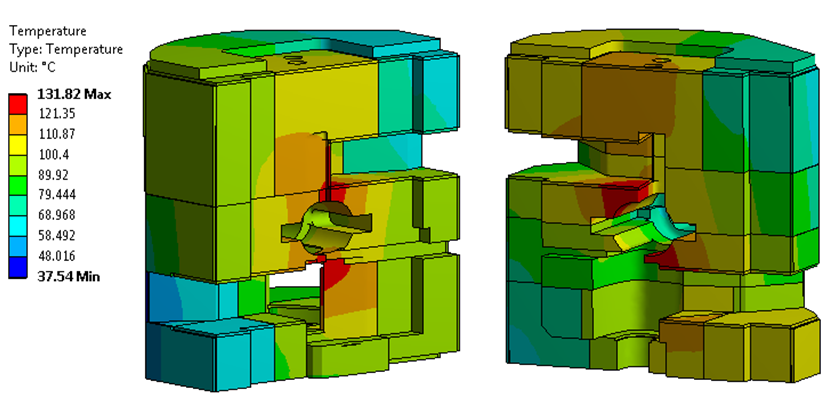 Temperature
Type: Temperature
Unit: °C
131.82 Max
121.35
110.87
100.4
89.92
79.444
68.968
58.492
48.016
37.54 Min